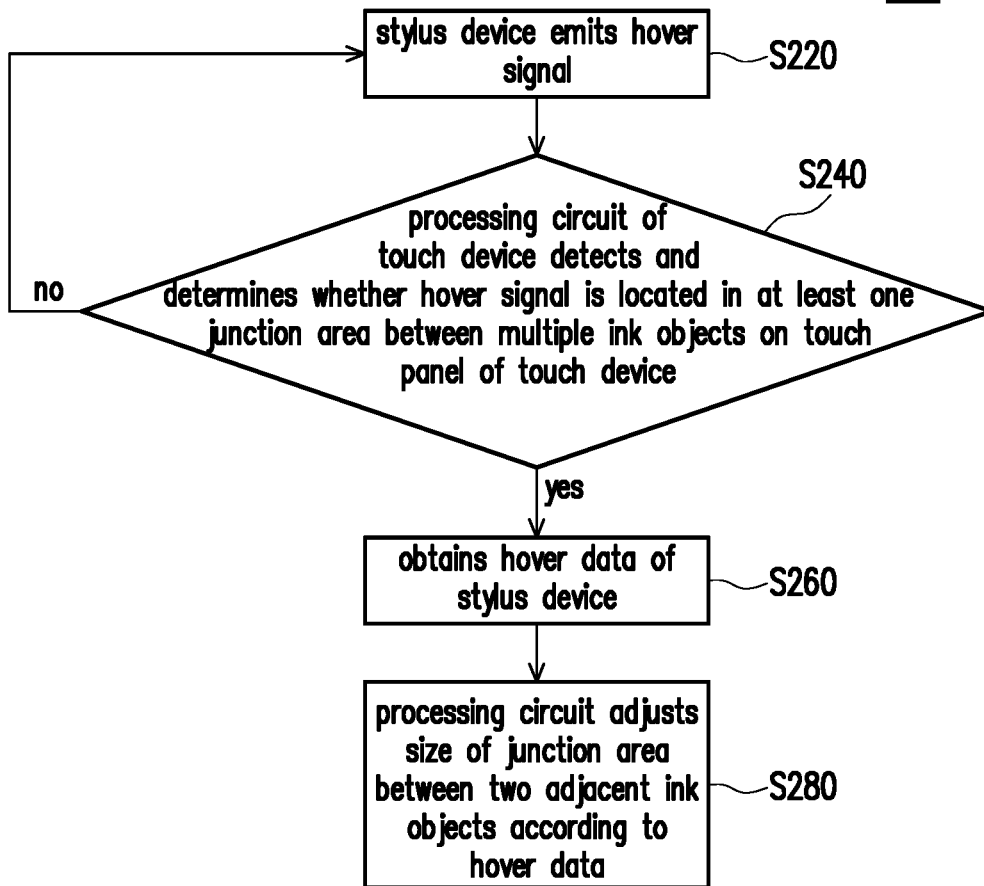 stylus device emits hover
signal
S220
S240
processing circuit of
touch device detects and
determines whether hover signal is located in at least one
junction area between multiple ink objects on touch
panel of touch device
no
yes
obtains hover data of
stylus device
S260
processing circuit adjusts
size of junction area
between two adjacent ink
objects according to
hover data
S280